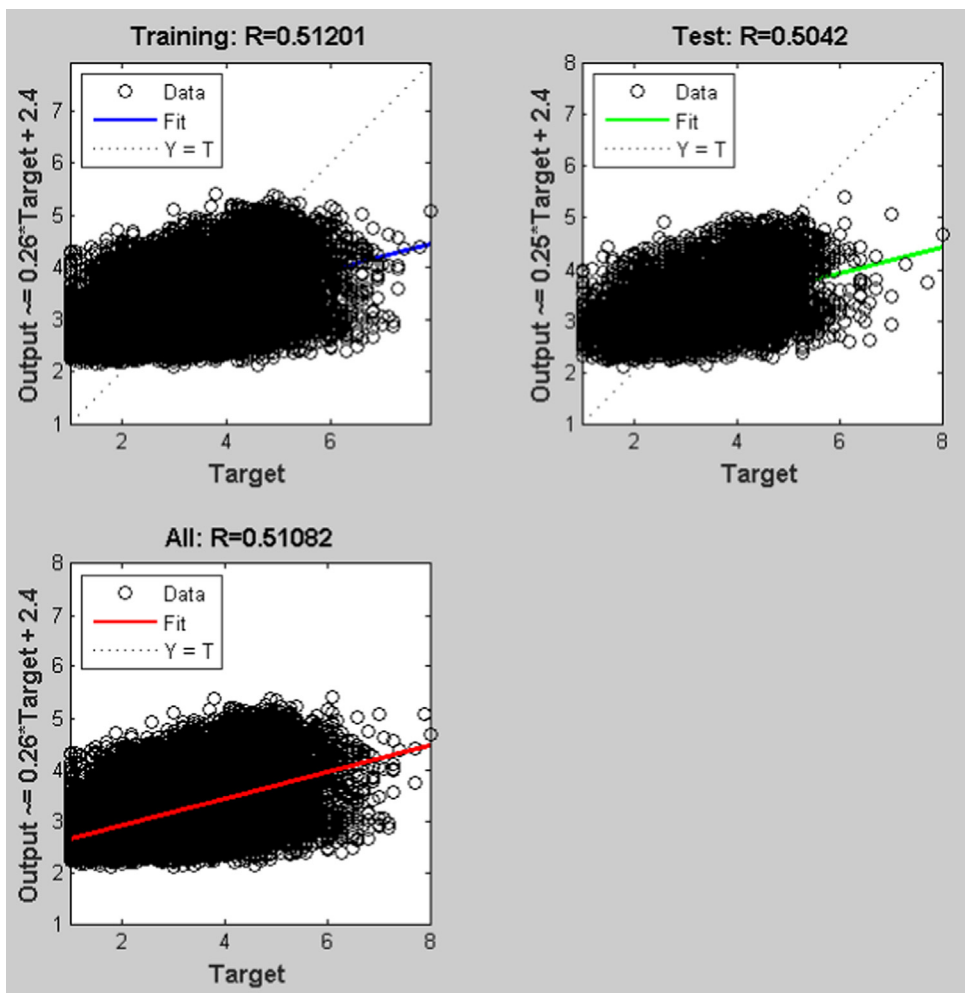 Training: R=0.51201
Output ~= 0.26*Target + 2.4
7
6
5
4
3
2
1
Data
Fit
Y = T
2
4
6
Target
Test: R=0.5042
Output ~= 0.25*Target + 2.4
8
7
6
5
4
3
2
1
Data
Fit
Y = T
2
4
6
8
Target
All: R=0.51082
Output ~= 0.26*Target + 2.4
8
7
6
5
4
3
2
1
Data
Fit
Y = T
2
4
6
8
Target